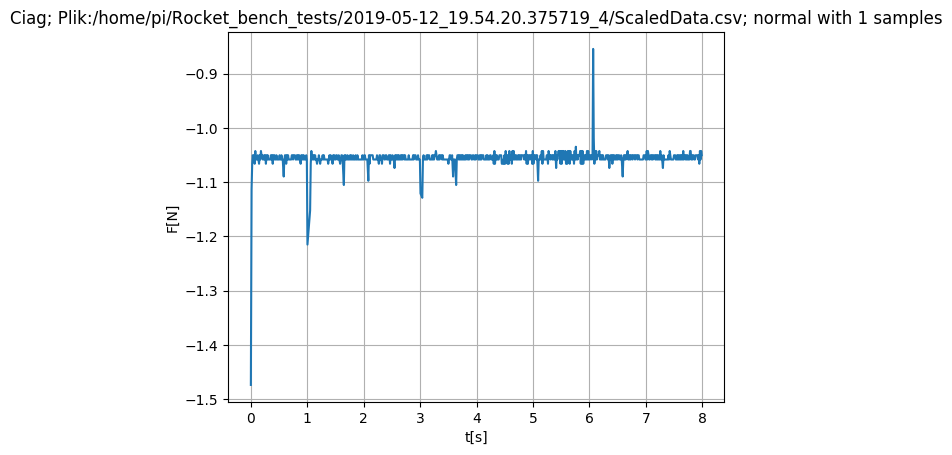 Ciag; Plik:/home/pi/Rocket_bench_tests/2019-05-12_19.54.20.375719_4/ScaledData.csv; normal with 1 samples
−0.9
−1.0
−1.1
−1.2
−1.3
−1.4
−1.5
F[N]
0 1 2 3 4 5 6 7 8
t[s]